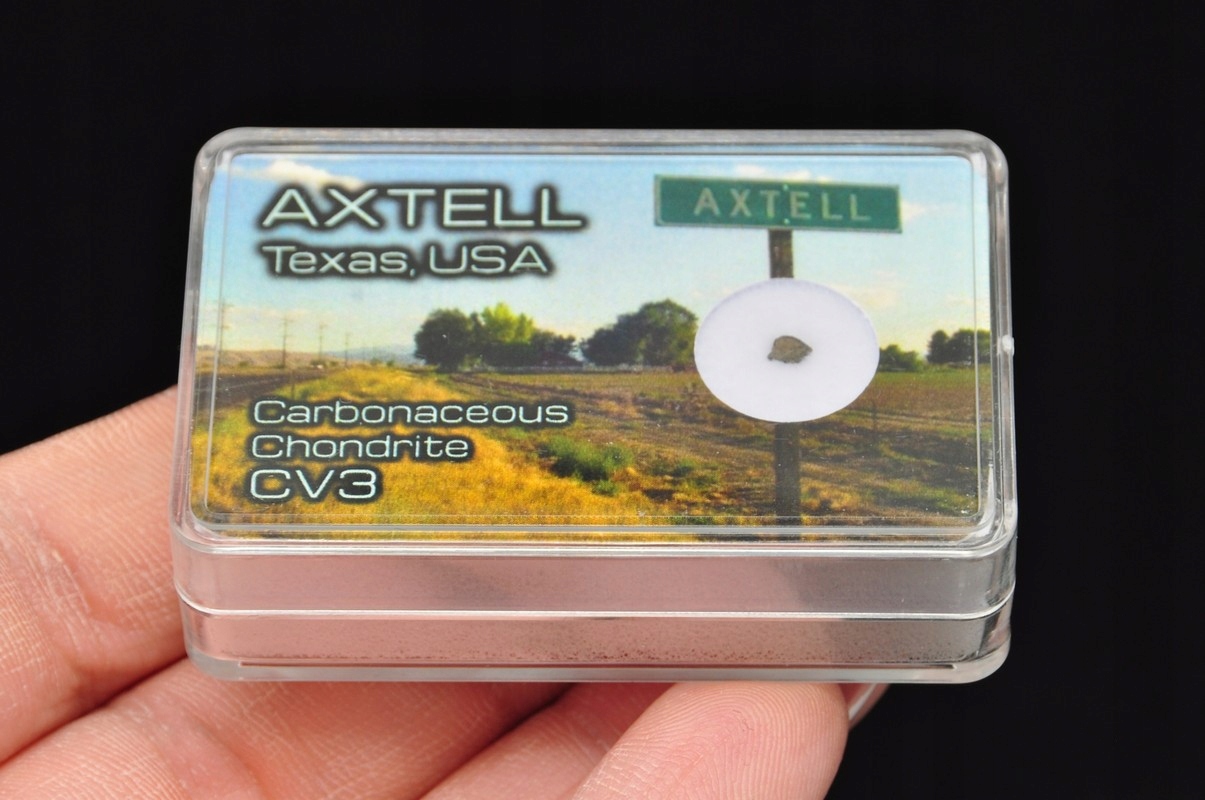 AXTELL
Texas, USA
AXTELL
Carbonaceous
Chondrite
CV3